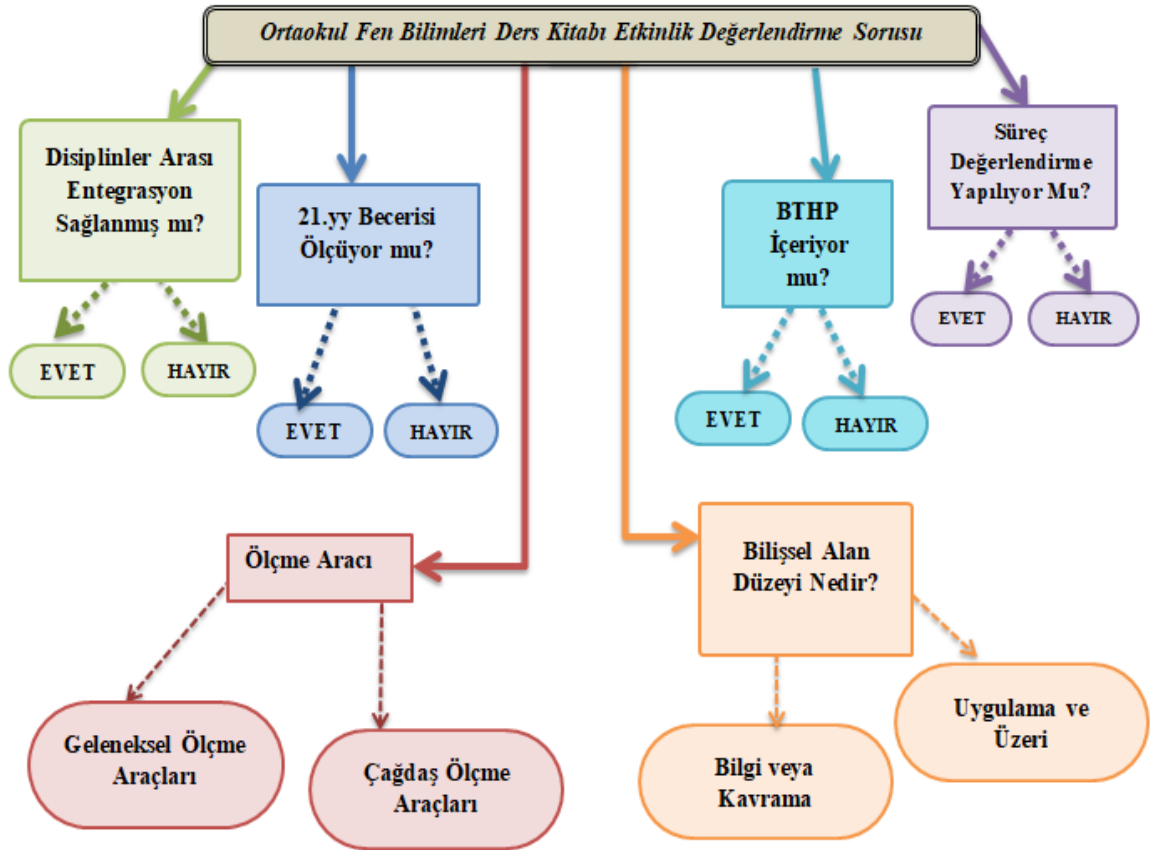 Ortaokul Fen Bilimleri Ders Kitabı Etkinlik Değerlendirme Sorusu
Disiplinler Arası
Entegrasyon
Sağlanmış mı?
EVET
HAYIR
21.yy Becerisi
Ölçüyor mu?
EVET
HAYIR
BTHP
İçeriyor
mu?
EVET
HAYIR
Süreç
Değerlendirme
Yapılıyor Mu?
EVET
HAYIR
Ölçme Aracı
Geleneksel Ölçme
Araçları
Çağdaş Ölçme
Araçları
Bilişsel Alan
Düzeyi Nedir?
Bilgi veya
Kavrama
Uygulama ve
Üzeri